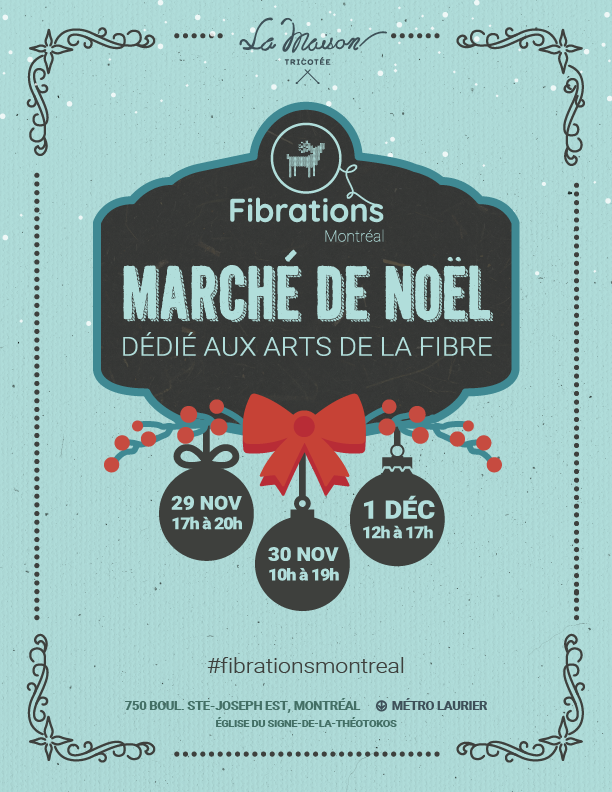 La Maison
TRICOTÉE
Fibrations
Montréal
MARCHÉ DE NOËL
DÉDIÉ AUX ARTS DE LA FIBRE
29 NOV
17h à 20h
30 NOV
10h à 19h
1 DÉC
12h à 17h
#fibrationsmontreal
750 BOUL. STE-JOSEPH EST, MONTRÉAL MÉTRO LAURIER
ÉGLISE DU SIGNE-DE-LA-THÉOTOKOS